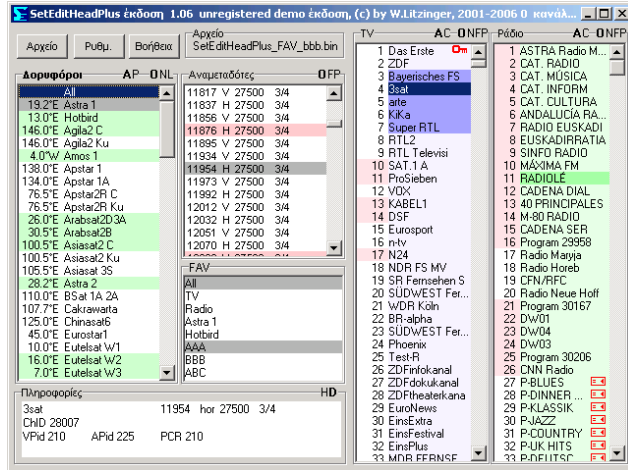 SetEditHeadPlus έκδοση 1.06 unregistered demo έκδοση, (c) by W.Litzinger, 2001-2006 0 κανάλ...
Αρχείο
Ρυθμ.
Βοήθεια
Αρχείο
SetEditHeadPlus_FAV_bbb.bin
Δορυφόροι AP ONL
All
19.2°E Astra 1
13.0°E Hotbird
146.0°E Agila2 C
146.0°E Agila2 Ku
4.0°W Amos 1
138.0°E Apstar 1
134.0°E Apstar 1A
76.5°E Apstar2R C
76.5°E Apstar2R Ku
26.0°E Arabsat2D3A
30.5°E Arabsat2B
100.5°E Asiasat2 C
100.5°E Asiasat2 Ku
105.5°E Asiasat 3S
28.2°E Astra 2
110.0°E BSat 1A 2A
107.7°E Cakrawarta
125.0°E Chinasat6
45.0°E Eurostar1
10.0°E Eutelsat W1
16.0°E Eutelsat W2
7.0°E Eutelsat W3
Αναμεταδότες OFP
11817 V 27500 3/4
11837 H 27500 3/4
11856 V 27500 3/4
11876 H 27500 3/4
11895 V 27500 3/4
11934 V 27500 3/4
11954 H 27500 3/4
11973 V 27500 3/4
11992 H 27500 3/4
12012 V 27500 3/4
12032 H 27500 3/4
12051 V 27500 3/4
12070 H 27500 3/4
FAV
All
TV
Radio
Astra 1
Hotbird
AAA
BBB
ABC
Πληροφορίες HD
3sat 11954 hor 27500 3/4
ChID 28007
VPid 210 APid 225 PCR 210
TV AC ONFP
1 Das Erste
2 ZDF
3 Bayerisches FS
4 3sat
5 arte
6 KiKa
7 Super RTL
8 RTL2
9 RTL Televisi
10 SAT.1 A
11 ProSieben
12 VOX
13 KABEL1
14 DSF
15 Eurosport
16 n-tv
17 N24
18 NDR FS MV
19 SR Fernsehen S
20 SÜDWEST Fer...
21 WDR Köln
22 BR-alpha
23 SÜDWEST Fer...
24 Phoenix
25 Test-R
26 ZDFinfokanal
27 ZDFdokukanal
28 ZDFtheaterkana
29 EuroNews
30 EinsExtra
31 EinsFestival
32 EinsPlus
33 MDR FERNSE
Ράδιο AC ONFP
1 ASTRA Radio M...
2 CAT. RADIO
3 CAT. MÚSICA
4 CAT. INFORM
5 CAT. CULTURA
6 ANDALUCÍA RA...
7 RADIO EUSKADI
8 EUSKADIRRATIA
9 SINFO RADIO
10 MÁXIMA FM
11 RADIOLÉ
12 CADENA DIAL
13 40 PRINCIPALES
14 M-80 RADIO
15 CADENA SER
16 Program 29958
17 Radio Maryja
18 Radio Horeb
19 CFN/RFC
20 Radio Neue Hoff
21 Program 30167
22 DW01
23 DW04
24 DW03
25 Program 30206
26 CNN Radio
27 P-BLUES
28 P-DINNER ...
29 P-KLASSIK
30 P-JAZZ
31 P-COUNTRY
32 P-UK HITS
33 P-DEUTSC